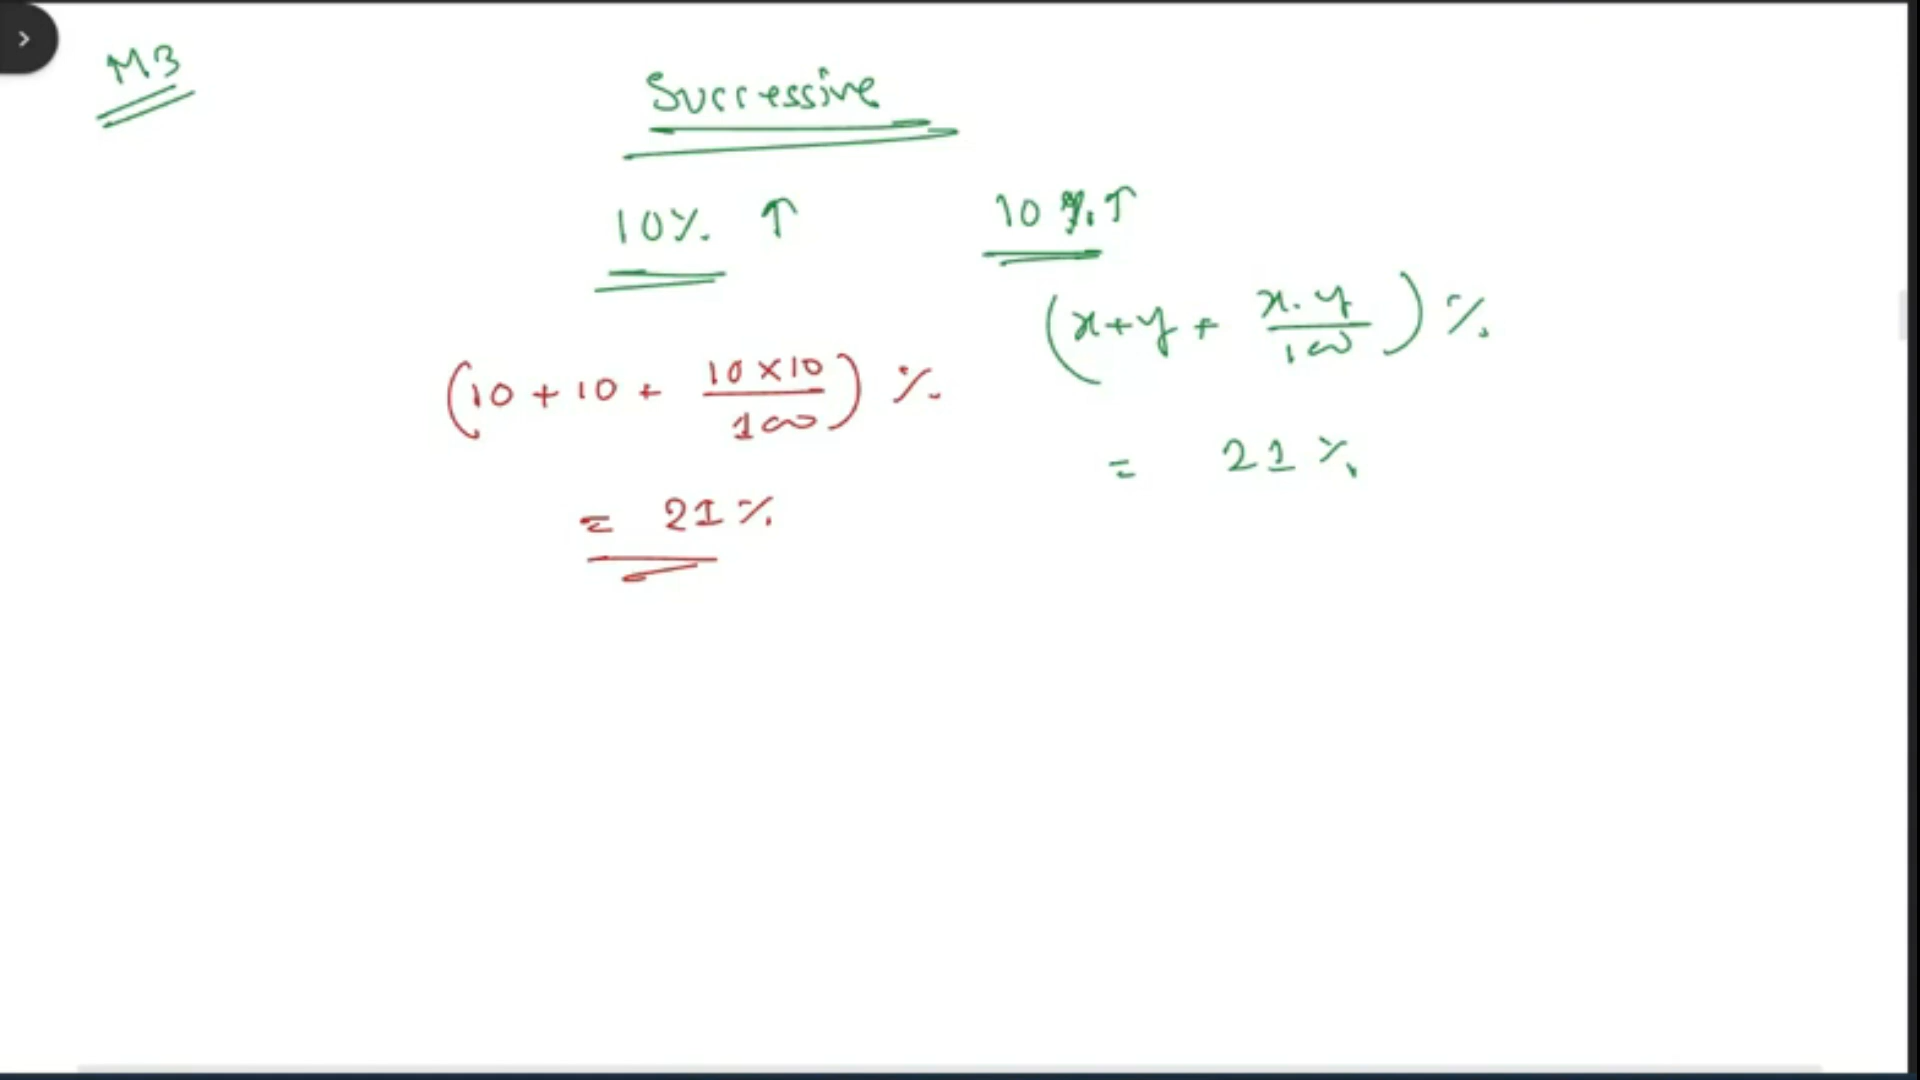 M3
Successive
10% ↑ 10%↑
(x+y + x.y/100)%
(10 + 10 + 10×10/100)%
= 21%
= 21%